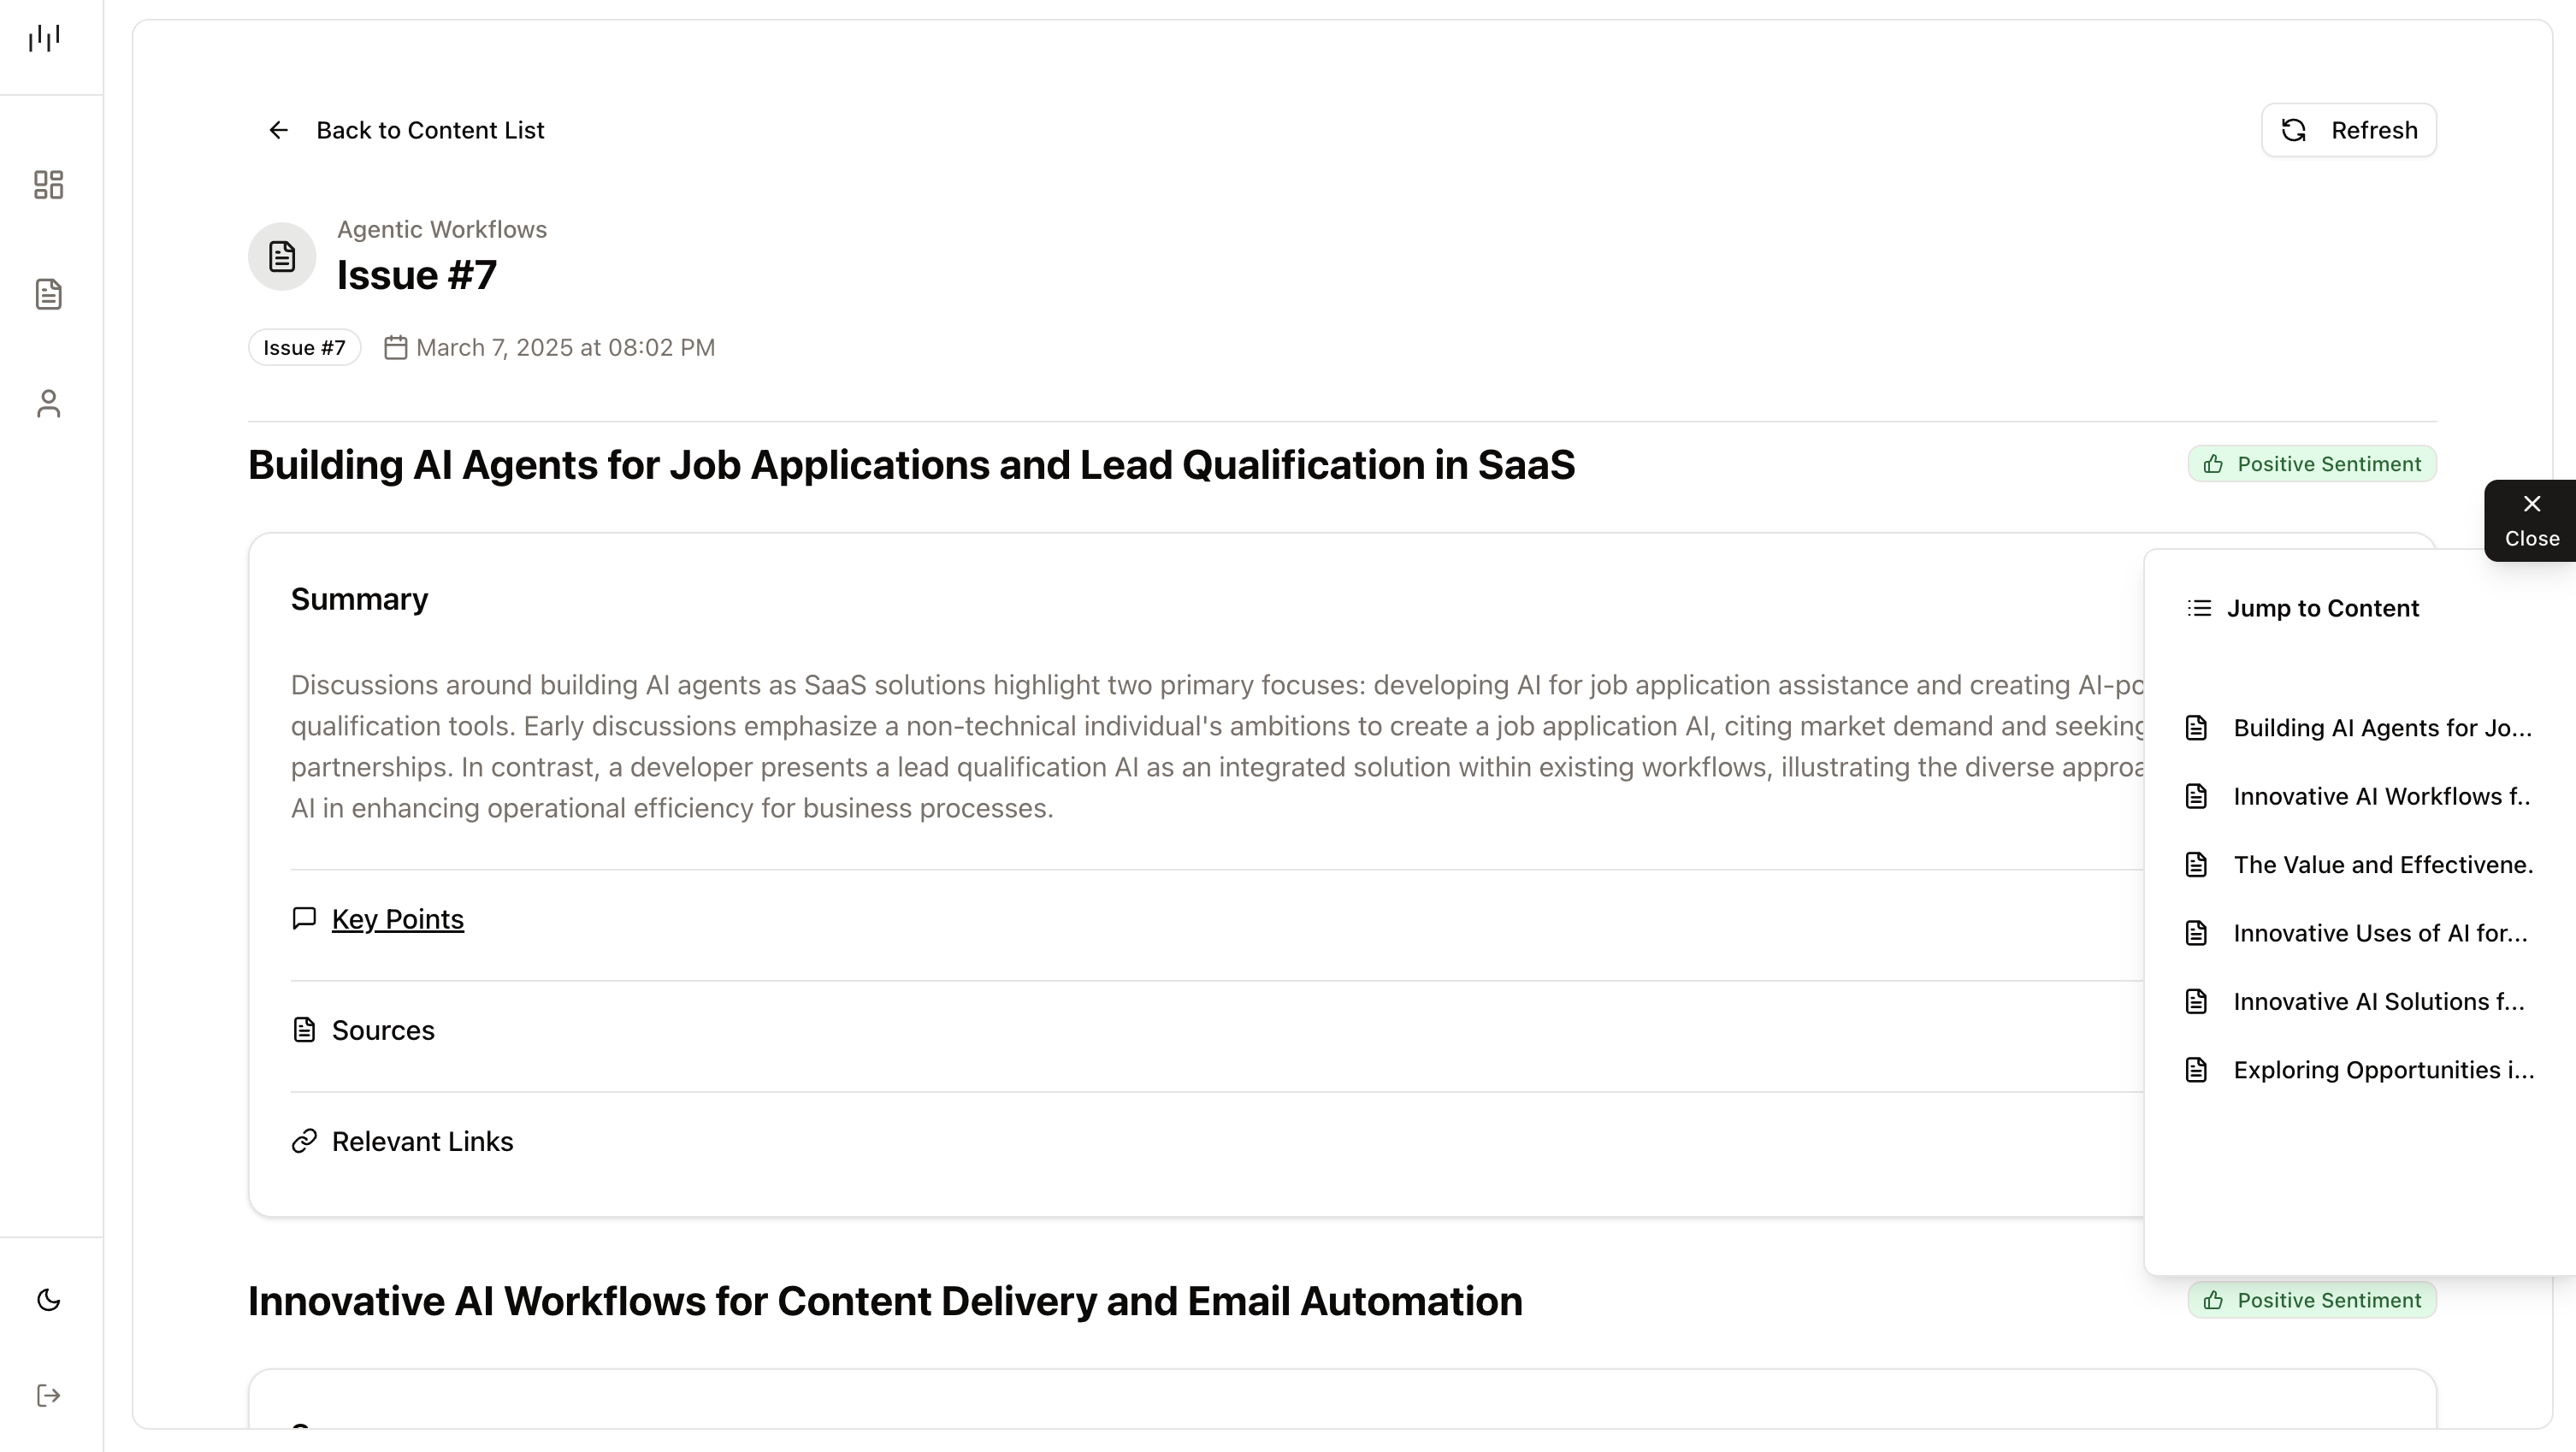 Back to Content List
Refresh
Agentic Workflows
Issue #7
Issue #7
March 7, 2025 at 08:02 PM
Building AI Agents for Job Applications and Lead Qualification in SaaS
Positive Sentiment
Close
Summary
Discussions around building AI agents as SaaS solutions highlight two primary focuses: developing AI for job application assistance and creating AI-po
qualification tools. Early discussions emphasize a non-technical individual's ambitions to create a job application AI, citing market demand and seeking
partnerships. In contrast, a developer presents a lead qualification AI as an integrated solution within existing workflows, illustrating the diverse approa
AI in enhancing operational efficiency for business processes.
Key Points
Sources
Relevant Links
Jump to Content
Building AI Agents for Jo...
Innovative AI Workflows f..
The Value and Effectivene.
Innovative Uses of AI for...
Innovative AI Solutions f...
Exploring Opportunities i...
Innovative AI Workflows for Content Delivery and Email Automation
Positive Sentiment